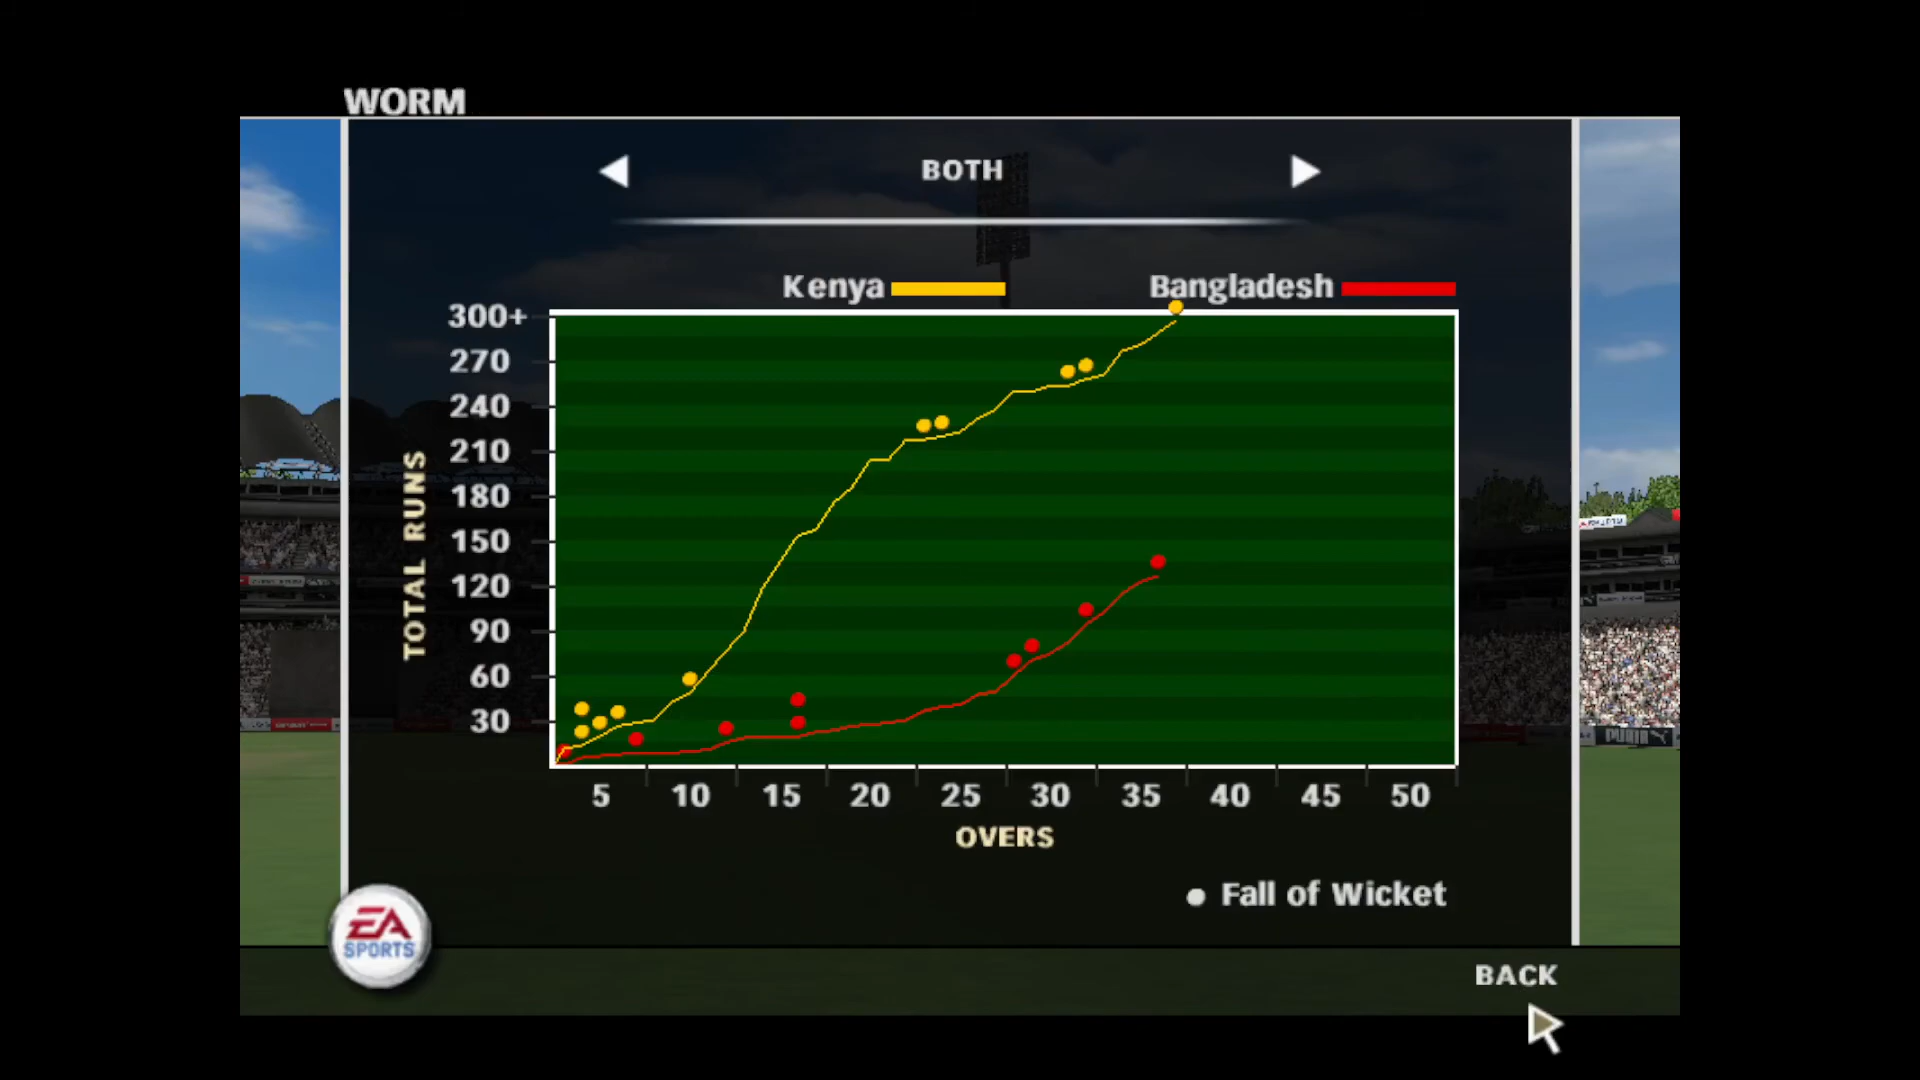 WORM
BOTH
Kenya
Bangladesh
300+
270
240
210
180
150
120
90
60
30
TOTAL RUNS
5 10 15 20 25 30 35 40 45 50
OVERS
Fall of Wicket
EA
SPORTS
BACK
PUMA